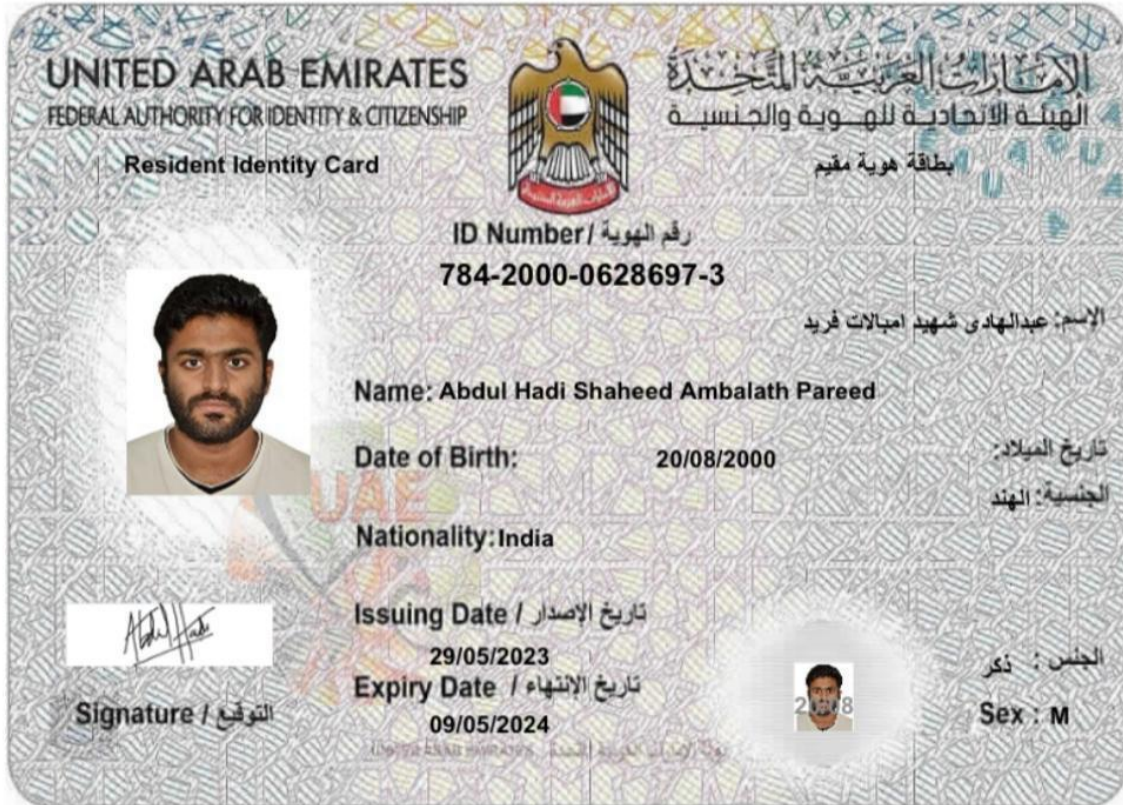 UNITED ARAB EMIRATES
الإمارات العربية المتحدة
FEDERAL AUTHORITY FOR IDENTITY & CITIZENSHIP
الهيئة الاتحادية للهوية والجنسية
Resident Identity Card
بطاقة هوية مقيم
ID Number / رقم الهوية
784-2000-0628697-3
الإسم: عبدالهادى شهيد امبالات فريد
Name: Abdul Hadi Shaheed Ambalath Pareed
Date of Birth: 20/08/2000 تاريخ الميلاد:
الجنسية: الهند
Nationality: India
UAE
Issuing Date / تاريخ الإصدار
29/05/2023
Expiry Date / تاريخ الانتهاء
09/05/2024
Abdul Hadi
Signature / التوقيع
الجنس: ذكر
Sex : M